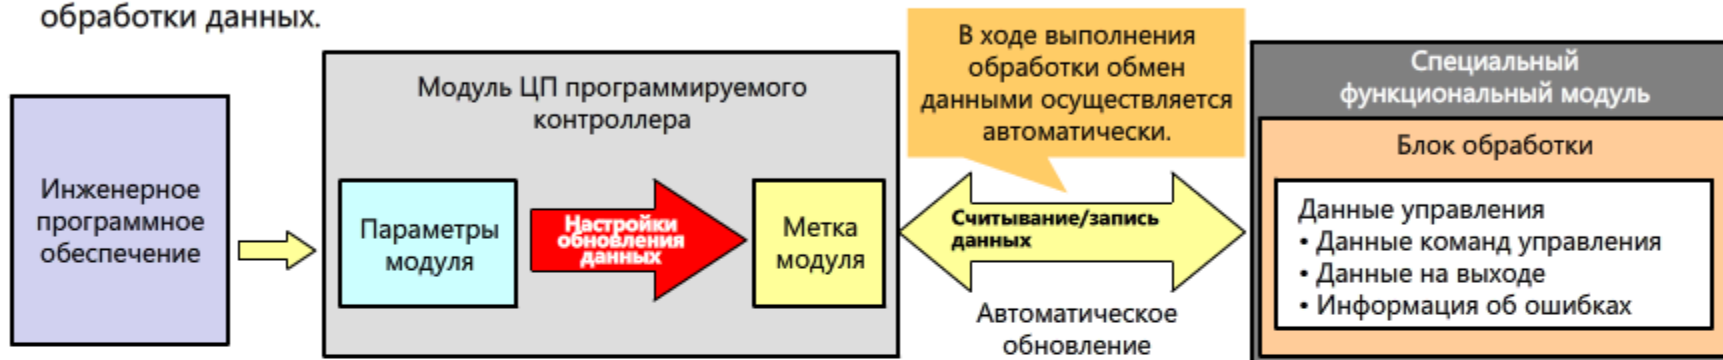 обработки данных.
Инженерное
программное
обеспечение
Модуль ЦП программируемого
контроллера
Параметры
модуля
Настройки
обновления
данных
Метка
модуля
В ходе выполнения
обработки обмен
данными осуществляется
автоматически.
Считывание/запись
данных
Автоматическое
обновление
Специальный
функциональный модуль
Блок обработки
Данные управления
• Данные команд управления
• Данные на выходе
• Информация об ошибках